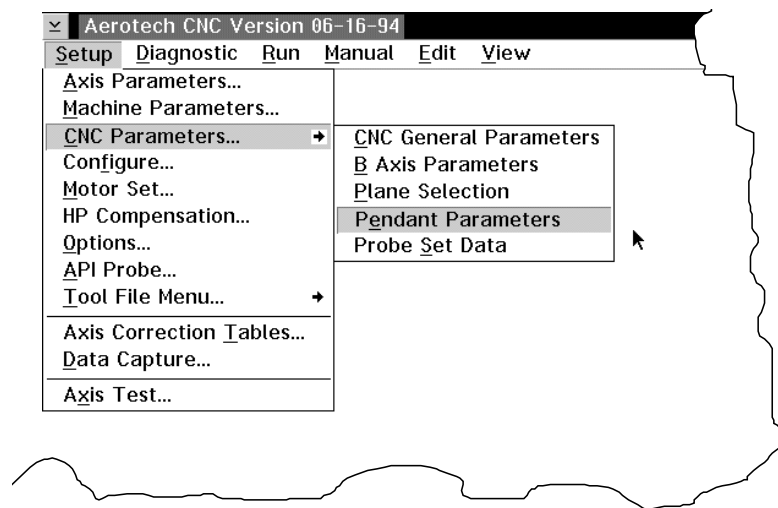 Aerotech CNC Version 06-16-94
Setup Diagnostic Run Manual Edit View
Axis Parameters...
Machine Parameters...
CNC Parameters...
Configure...
Motor Set...
HP Compensation...
Options...
API Probe...
Tool File Menu...
Axis Correction Tables...
Data Capture...
Axis Test...
CNC General Parameters
B Axis Parameters
Plane Selection
Pendant Parameters
Probe Set Data